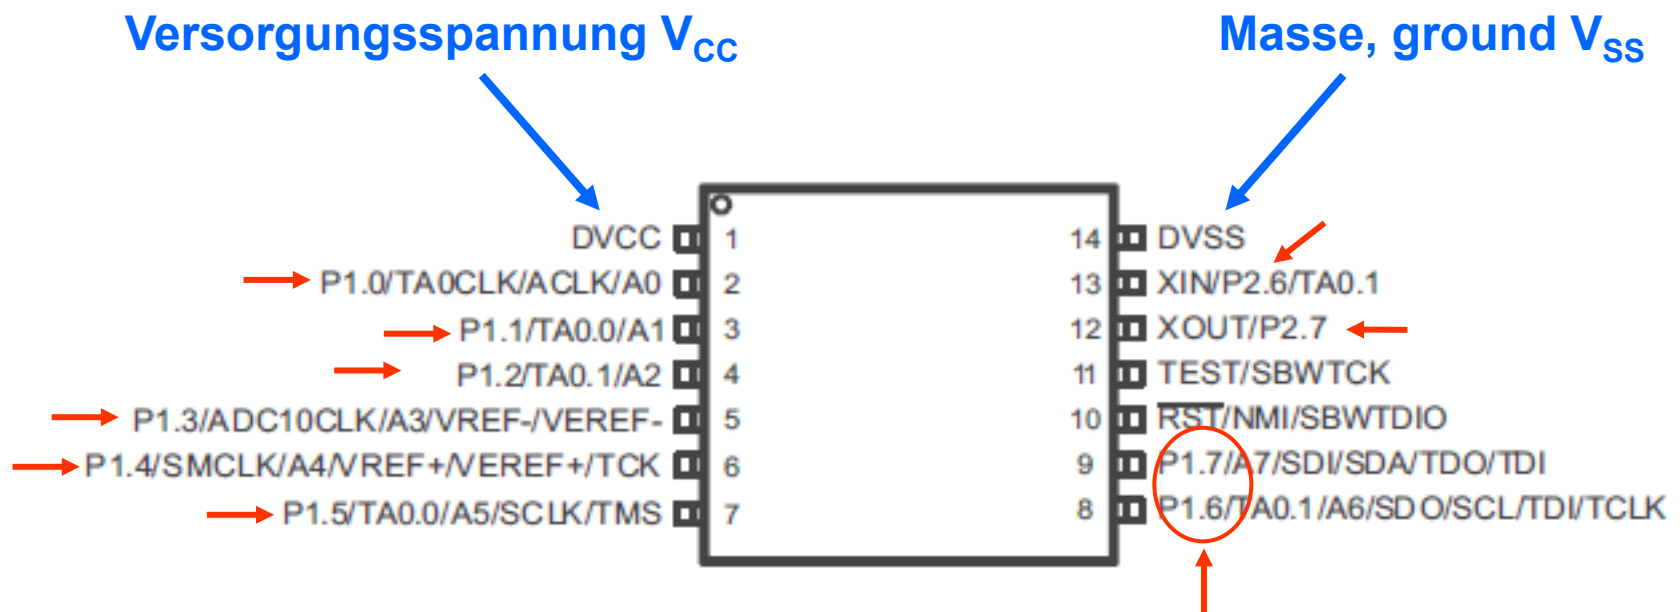 Versorgungsspannung VCC
Masse, ground VSS
DVCC 1
14 DVSS
P1.0/TA0CLK/ACLK/A0 2
13 XIN/P2.6/TA0.1
P1.1/TA0.0/A1 3
12 XOUT/P2.7
P1.2/TA0.1/A2 4
11 TEST/SBWTCK
P1.3/ADC10CLK/A3/VREF-/VEREF- 5
10 RST/NMI/SBWTDIO
P1.4/SMCLK/A4/VREF+/VEREF+/TCK 6
9 P1.7/A7/SDI/SDA/TDO/TDI
P1.5/TA0.0/A5/SCLK/TMS 7
8 P1.6/TA0.1/A6/SDO/SCL/TDI/TCLK